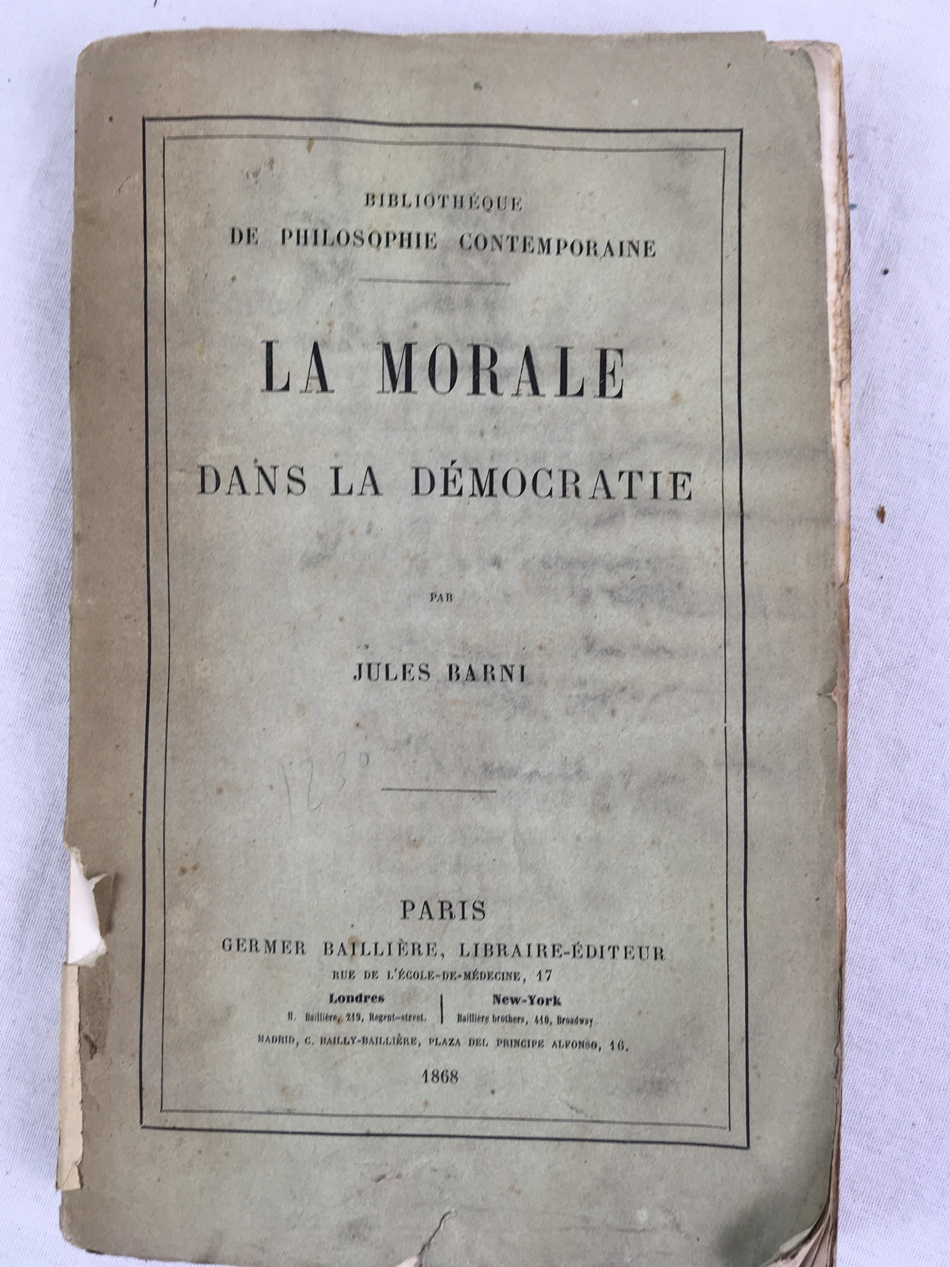 BIBLIOTHÈQUE
DE PHILOSOPHIE CONTEMPORAINE
LA MORALE
DANS LA DÉMOCRATIE
PAR
JULES BARNI
PARIS
GERMER BAILLIÈRE, LIBRAIRE-ÉDITEUR
RUE DE L'ÉCOLE-DE-MÉDECINE, 17
Londres
H. Baillière, 219, Regent-street.
New-York
Baillière brothers, 440, Broadway
MADRID, C. BAILLY-BAILLIÈRE, PLAZA DEL PRINCIPE ALFONSO, 16.
1868